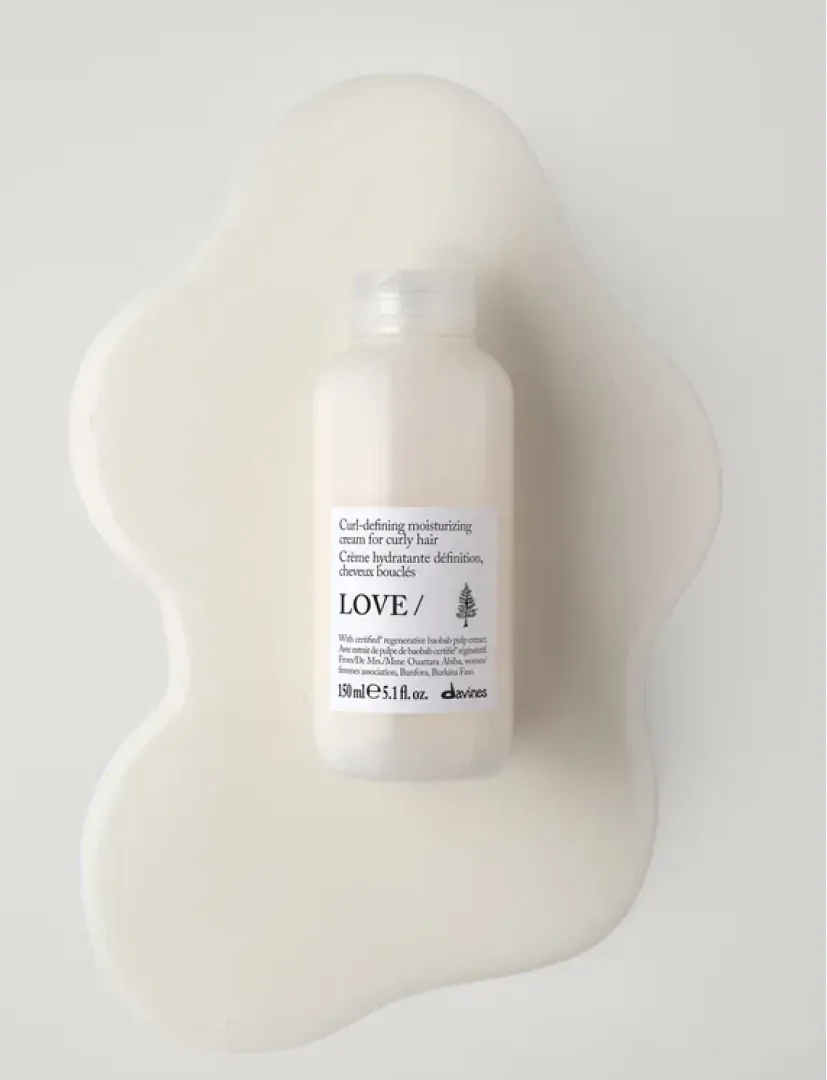 Curl-defining moisturizing
cream for curly hair
Crème hydratante définition,
cheveux bouclés
LOVE /
With certified* regenerative baobab pulp extract.
Avec extrait de pulpe de baobab certifié* régénératif.
From/De Mrs./Mme Ouattara Abiba, women/
femmes association, Banfora, Burkina Faso.
150 ml ℮ 5.1 fl. oz. davines